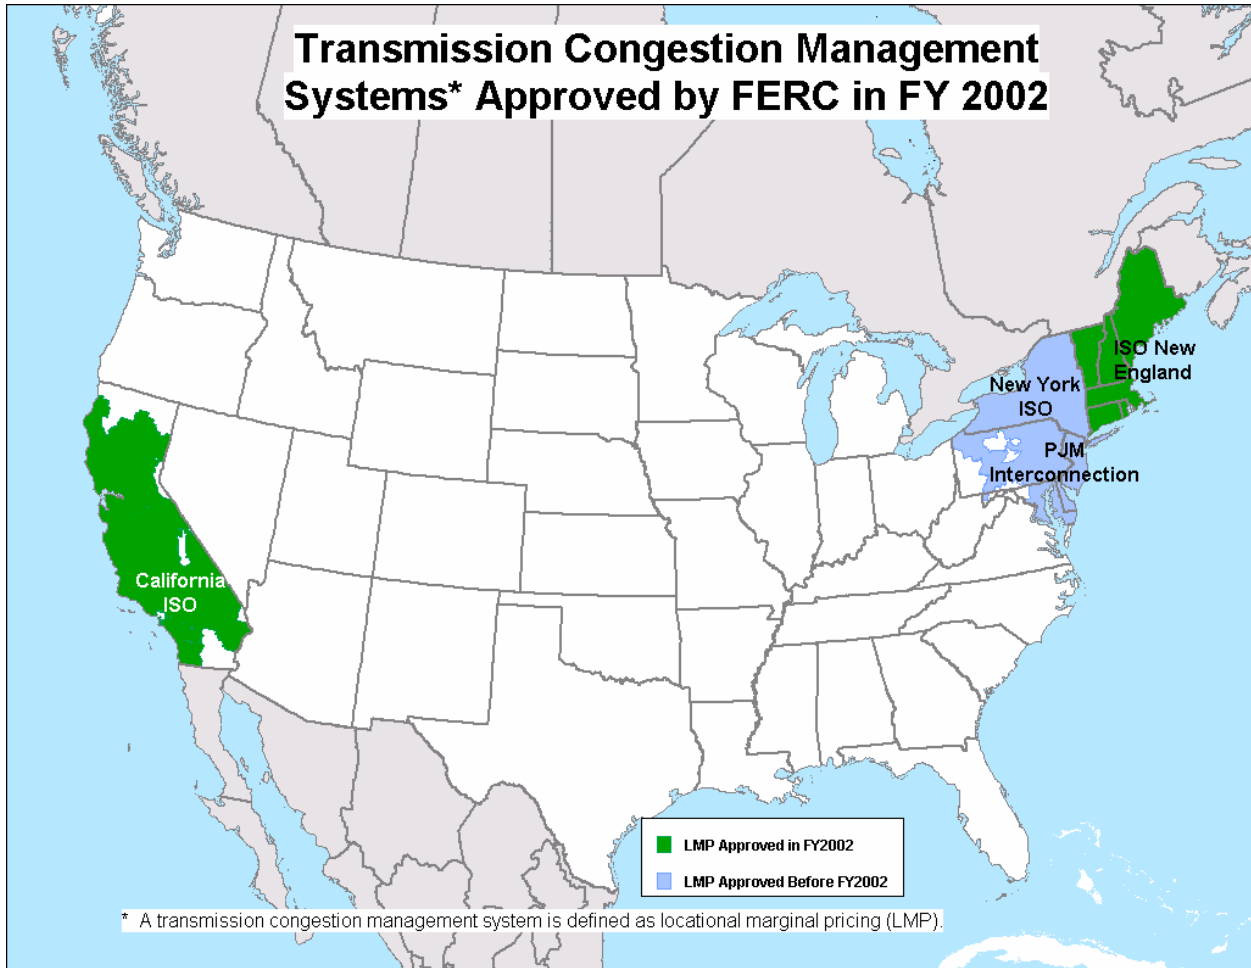 Transmission Congestion Management
Systems* Approved by FERC in FY 2002
ISO New
England
New York
ISO
PJM
Interconnection
California
ISO
LMP Approved in FY2002
LMP Approved Before FY2002
* A transmission congestion management system is defined as locational marginal pricing (LMP).